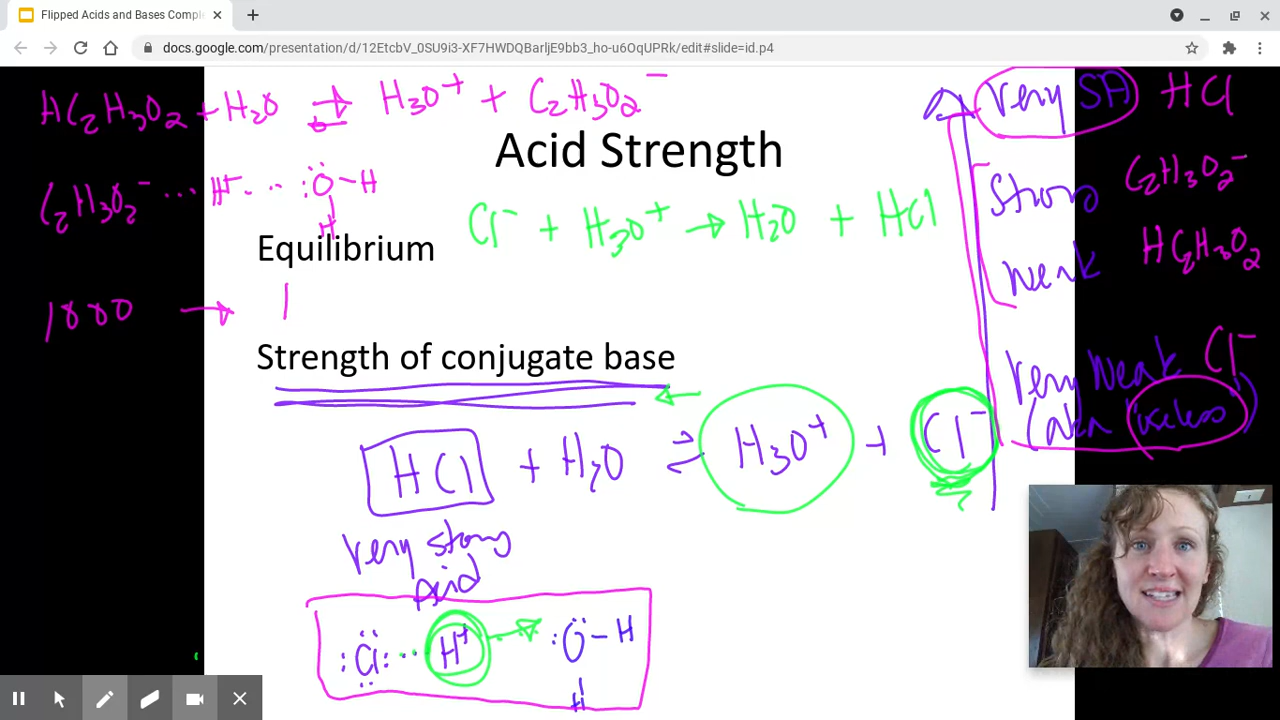 Flipped Acids and Bases Compl
docs.google.com/presentation/d/12EtcbV_0SU9i3-XF7HWDQBarljE9bb3_ho-u6OqUPRk/edit#slide=id.p4
HC₂H₃O₂ + H₂O ⇌ H₃O⁺ + C₂H₃O₂⁻
Very SA HCl
Acid Strength
C₂H₃O₂⁻ ... H⁺ ... :Ö–H
H
Strong C₂H₃O₂⁻
Cl⁻ + H₃O⁺ → H₂O + HCl
Equilibrium
Weak HC₂H₃O₂
1000 → 1
Strength of conjugate base
Very Weak Cl⁻
(aka useless)
HCl + H₂O ⇌ H₃O⁺ + Cl⁻
very strong
Acid
:Cl: ... H⁺ → :Ö–H
H